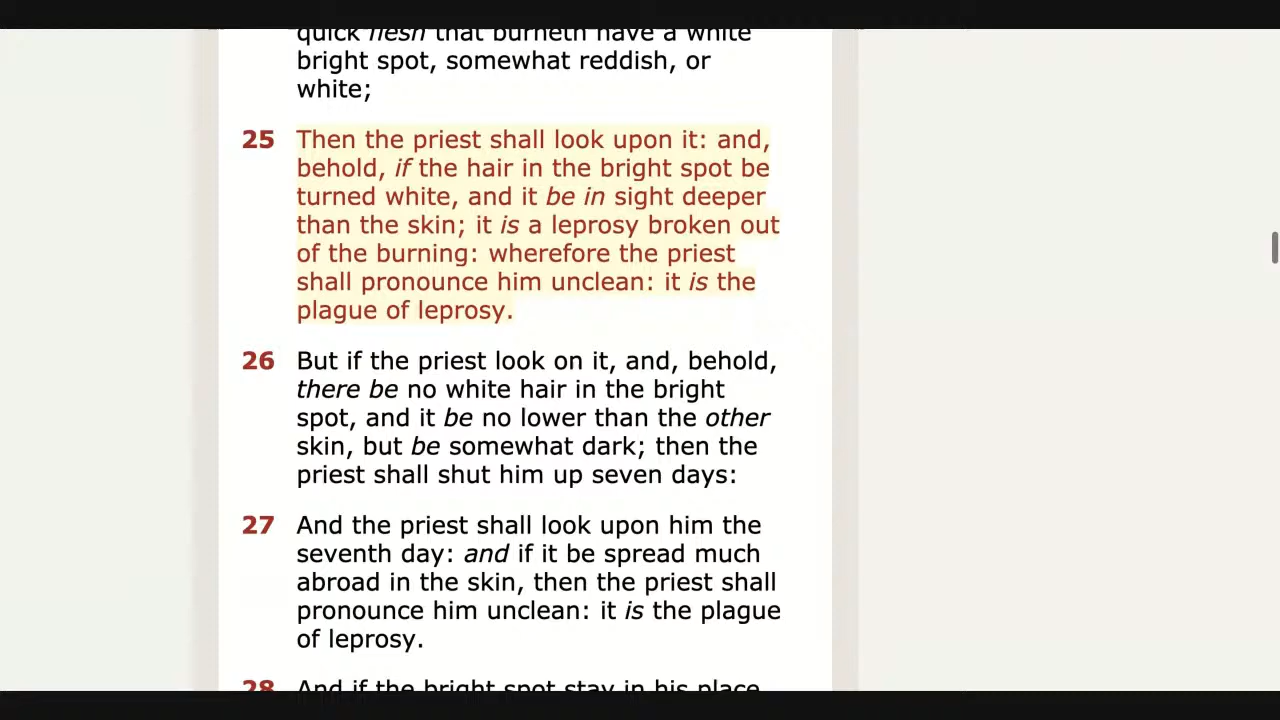 quick flesh that burneth have a white
bright spot, somewhat reddish, or
white;
25 Then the priest shall look upon it: and,
behold, if the hair in the bright spot be
turned white, and it be in sight deeper
than the skin; it is a leprosy broken out
of the burning: wherefore the priest
shall pronounce him unclean: it is the
plague of leprosy.
26 But if the priest look on it, and, behold,
there be no white hair in the bright
spot, and it be no lower than the other
skin, but be somewhat dark; then the
priest shall shut him up seven days:
27 And the priest shall look upon him the
seventh day: and if it be spread much
abroad in the skin, then the priest shall
pronounce him unclean: it is the plague
of leprosy.
28 And if the bright spot stay in his place,